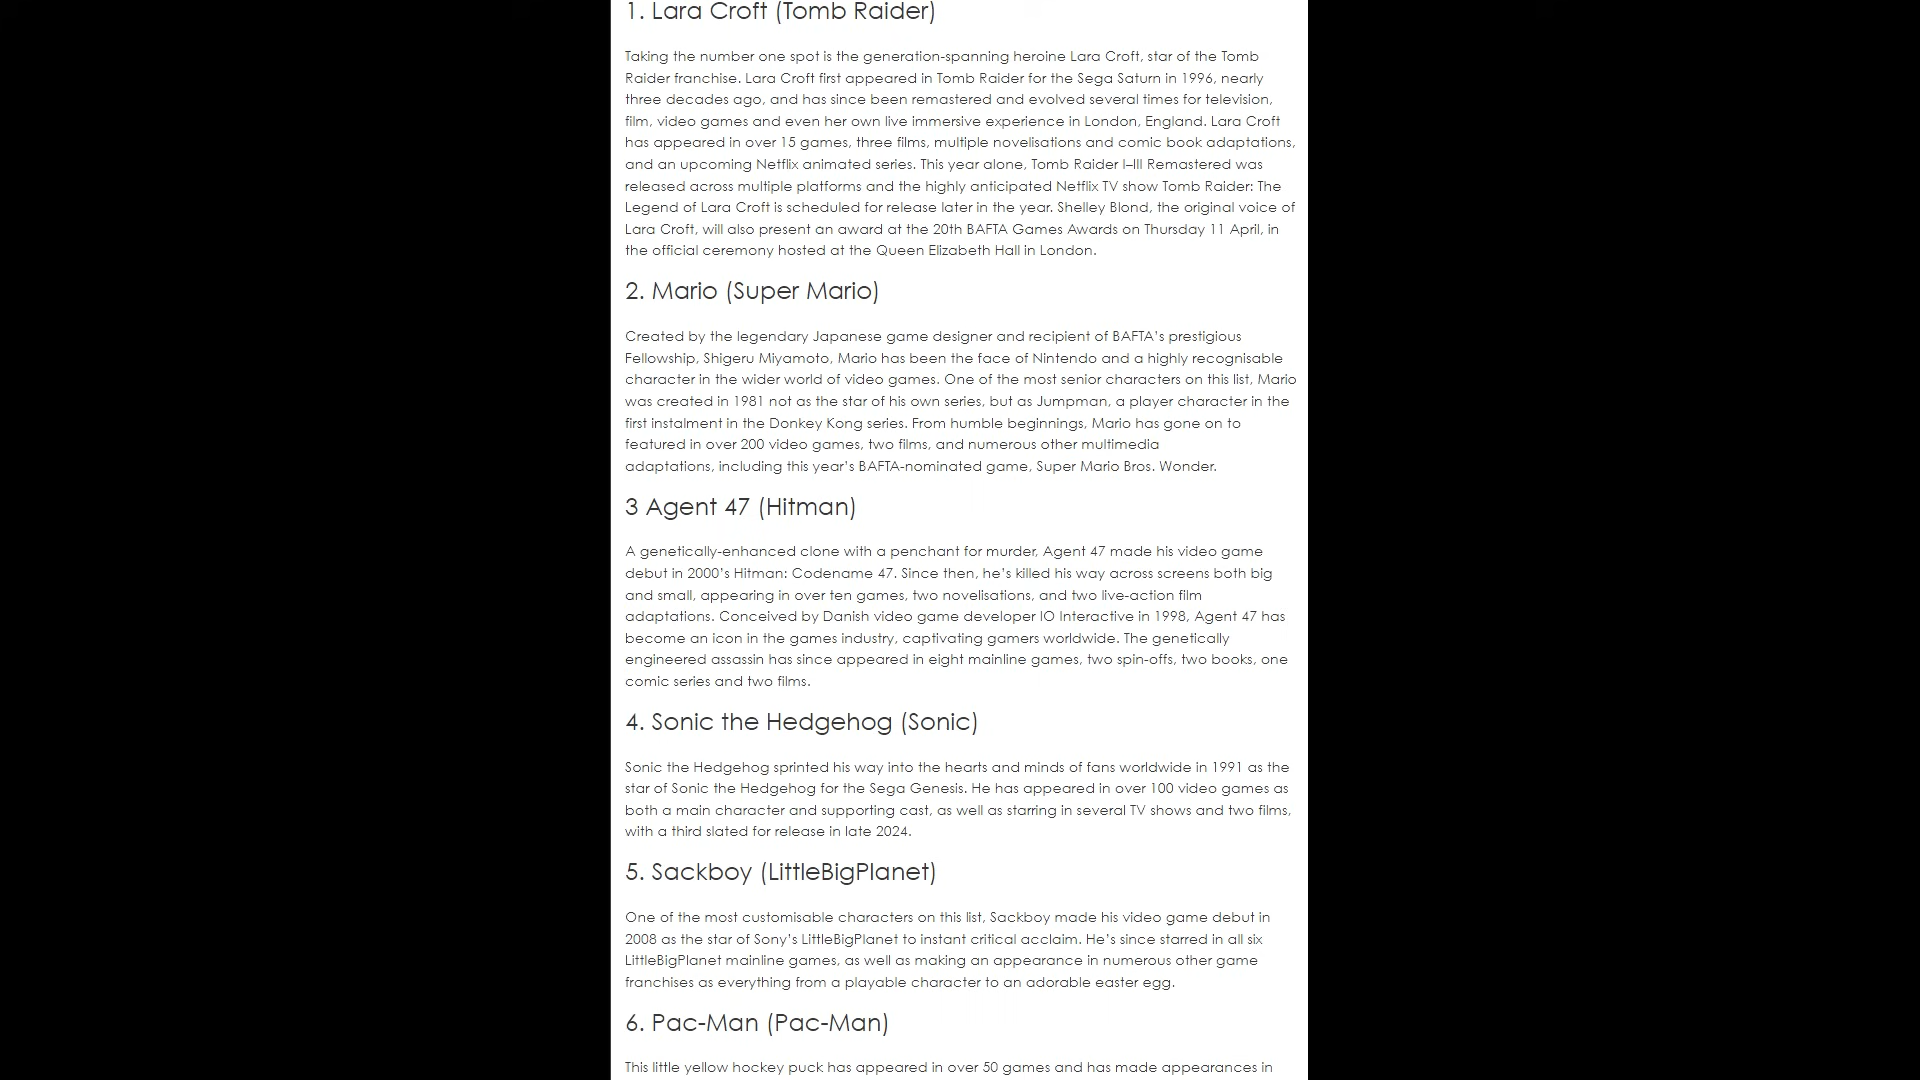 1. Lara Croft (Tomb Raider)
Taking the number one spot is the generation-spanning heroine Lara Croft, star of the Tomb
Raider franchise. Lara Croft first appeared in Tomb Raider for the Sega Saturn in 1996, nearly
three decades ago, and has since been remastered and evolved several times for television,
film, video games and even her own live immersive experience in London, England. Lara Croft
has appeared in over 15 games, three films, multiple novelisations and comic book adaptations,
and an upcoming Netflix animated series. This year alone, Tomb Raider I–III Remastered was
released across multiple platforms and the highly anticipated Netflix TV show Tomb Raider: The
Legend of Lara Croft is scheduled for release later in the year. Shelley Blond, the original voice of
Lara Croft, will also present an award at the 20th BAFTA Games Awards on Thursday 11 April, in
the official ceremony hosted at the Queen Elizabeth Hall in London.
2. Mario (Super Mario)
Created by the legendary Japanese game designer and recipient of BAFTA’s prestigious
Fellowship, Shigeru Miyamoto, Mario has been the face of Nintendo and a highly recognisable
character in the wider world of video games. One of the most senior characters on this list, Mario
was created in 1981 not as the star of his own series, but as Jumpman, a player character in the
first instalment in the Donkey Kong series. From humble beginnings, Mario has gone on to
featured in over 200 video games, two films, and numerous other multimedia
adaptations, including this year’s BAFTA-nominated game, Super Mario Bros. Wonder.
3 Agent 47 (Hitman)
A genetically-enhanced clone with a penchant for murder, Agent 47 made his video game
debut in 2000’s Hitman: Codename 47. Since then, he’s killed his way across screens both big
and small, appearing in over ten games, two novelisations, and two live-action film
adaptations. Conceived by Danish video game developer IO Interactive in 1998, Agent 47 has
become an icon in the games industry, captivating gamers worldwide. The genetically
engineered assassin has since appeared in eight mainline games, two spin-offs, two books, one
comic series and two films.
4. Sonic the Hedgehog (Sonic)
Sonic the Hedgehog sprinted his way into the hearts and minds of fans worldwide in 1991 as the
star of Sonic the Hedgehog for the Sega Genesis. He has appeared in over 100 video games as
both a main character and supporting cast, as well as starring in several TV shows and two films,
with a third slated for release in late 2024.
5. Sackboy (LittleBigPlanet)
One of the most customisable characters on this list, Sackboy made his video game debut in
2008 as the star of Sony’s LittleBigPlanet to instant critical acclaim. He’s since starred in all six
LittleBigPlanet mainline games, as well as making an appearance in numerous other game
franchises as everything from a playable character to an adorable easter egg.
6. Pac-Man (Pac-Man)
This little yellow hockey puck has appeared in over 50 games and has made appearances in